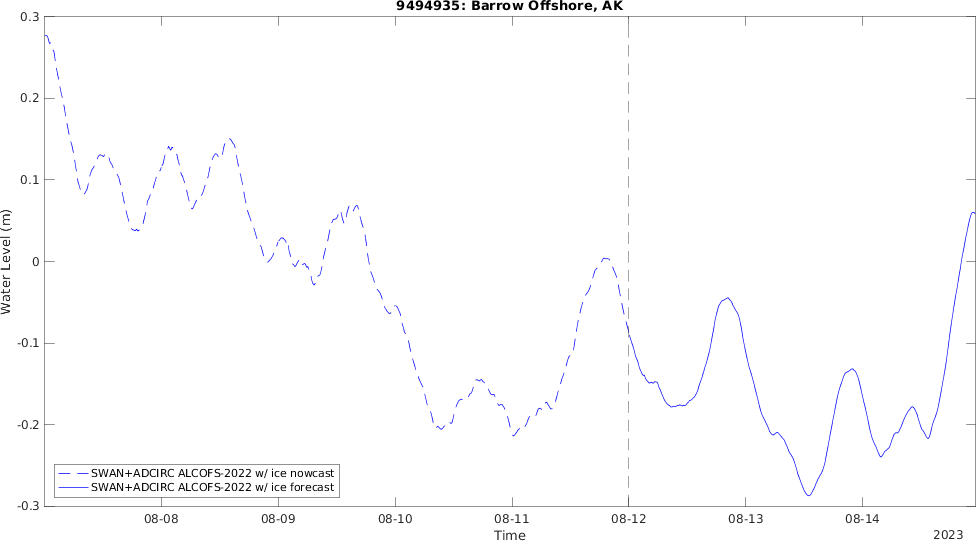 9494935: Barrow Offshore, AK
Water Level (m)
0.3
0.2
0.1
0
-0.1
-0.2
-0.3
SWAN+ADCIRC ALCOFS-2022 w/ ice nowcast
SWAN+ADCIRC ALCOFS-2022 w/ ice forecast
08-08 08-09 08-10 08-11 08-12 08-13 08-14
Time
2023